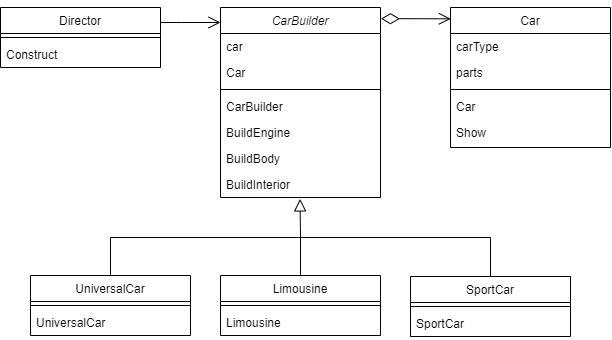 Director
Construct
CarBuilder
car
Car
CarBuilder
BuildEngine
BuildBody
BuildInterior
Car
carType
parts
Car
Show
UniversalCar
UniversalCar
Limousine
Limousine
SportCar
SportCar